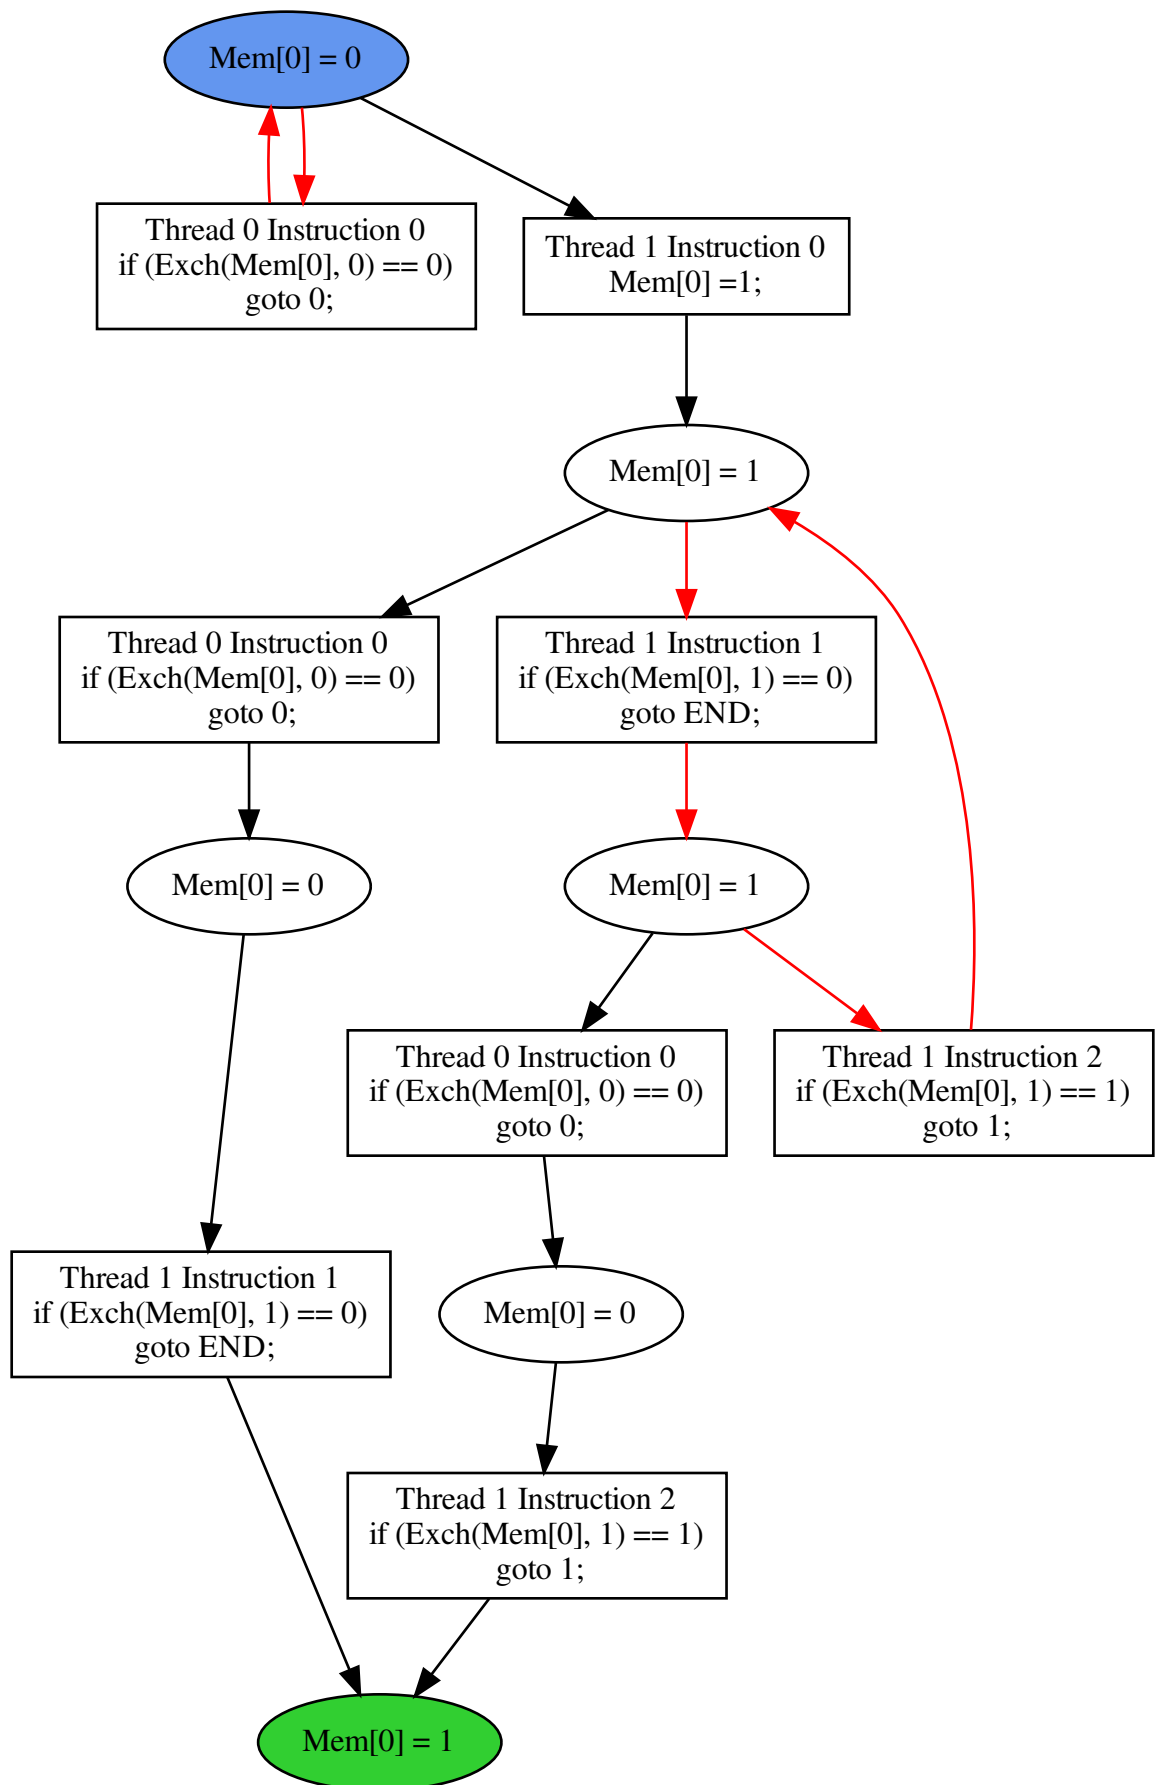 Mem[0] = 0
Thread 0 Instruction 0
if (Exch(Mem[0], 0) == 0)
goto 0;
Thread 1 Instruction 0
Mem[0] =1;
Mem[0] = 1
Thread 0 Instruction 0
if (Exch(Mem[0], 0) == 0)
goto 0;
Thread 1 Instruction 1
if (Exch(Mem[0], 1) == 0)
goto END;
Mem[0] = 0
Mem[0] = 1
Thread 0 Instruction 0
if (Exch(Mem[0], 0) == 0)
goto 0;
Thread 1 Instruction 2
if (Exch(Mem[0], 1) == 1)
goto 1;
Thread 1 Instruction 1
if (Exch(Mem[0], 1) == 0)
goto END;
Mem[0] = 0
Thread 1 Instruction 2
if (Exch(Mem[0], 1) == 1)
goto 1;
Mem[0] = 1